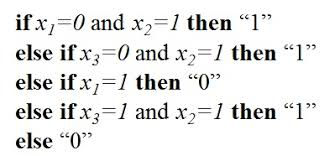 if x₁=0 and x₂=1 then “1”
else if x₃=0 and x₂=1 then “1”
else if x₁=1 then “0”
else if x₃=1 and x₂=1 then “1”
else “0”